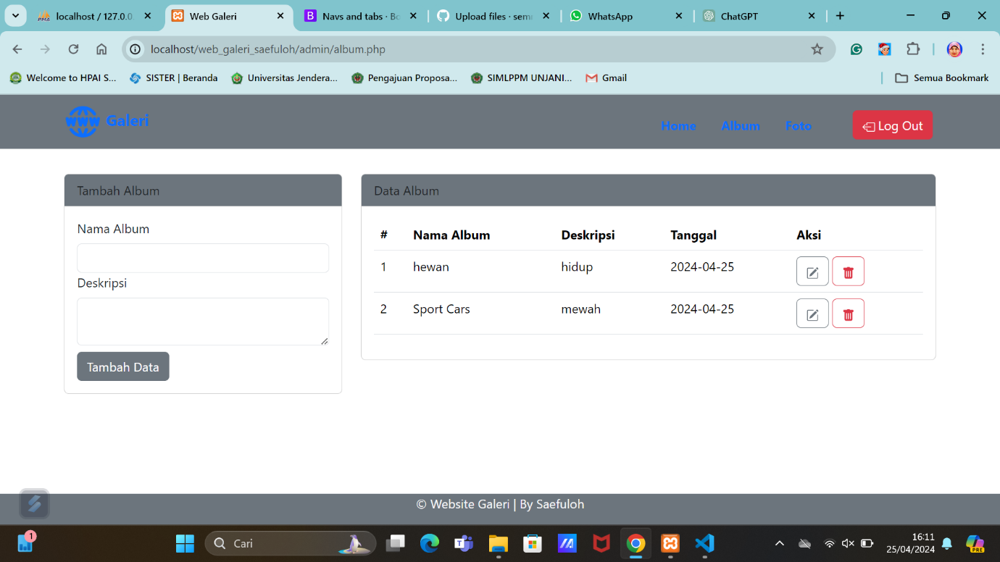 localhost / 127.0.0.
Web Galeri
Navs and tabs · Bo
Upload files · semr
WhatsApp
ChatGPT
localhost/web_galeri_saefuloh/admin/album.php
Welcome to HPAI S...
SISTER | Beranda
Universitas Jendera...
Pengajuan Proposa...
SIMLPPM UNJANI...
Gmail
Semua Bookmark
www Galeri
Home
Album
Foto
Log Out
Tambah Album
Nama Album
Deskripsi
Tambah Data
Data Album
# Nama Album Deskripsi Tanggal Aksi
1 hewan hidup 2024-04-25
2 Sport Cars mewah 2024-04-25
© Website Galeri | By Saefuloh
1
Cari
16:11
25/04/2024
PRE